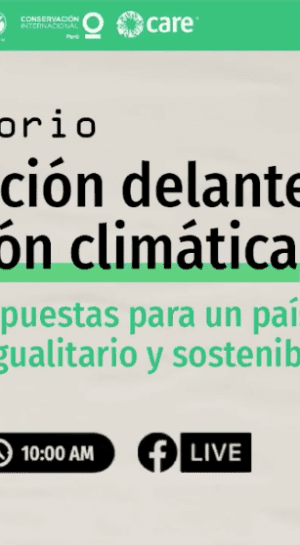 CONSERVACIÓN
INTERNACIONAL
Perú
care
orio
ción delante
ón climática
puestas para un paí
gualitario y sostenib
10:00 AM
LIVE